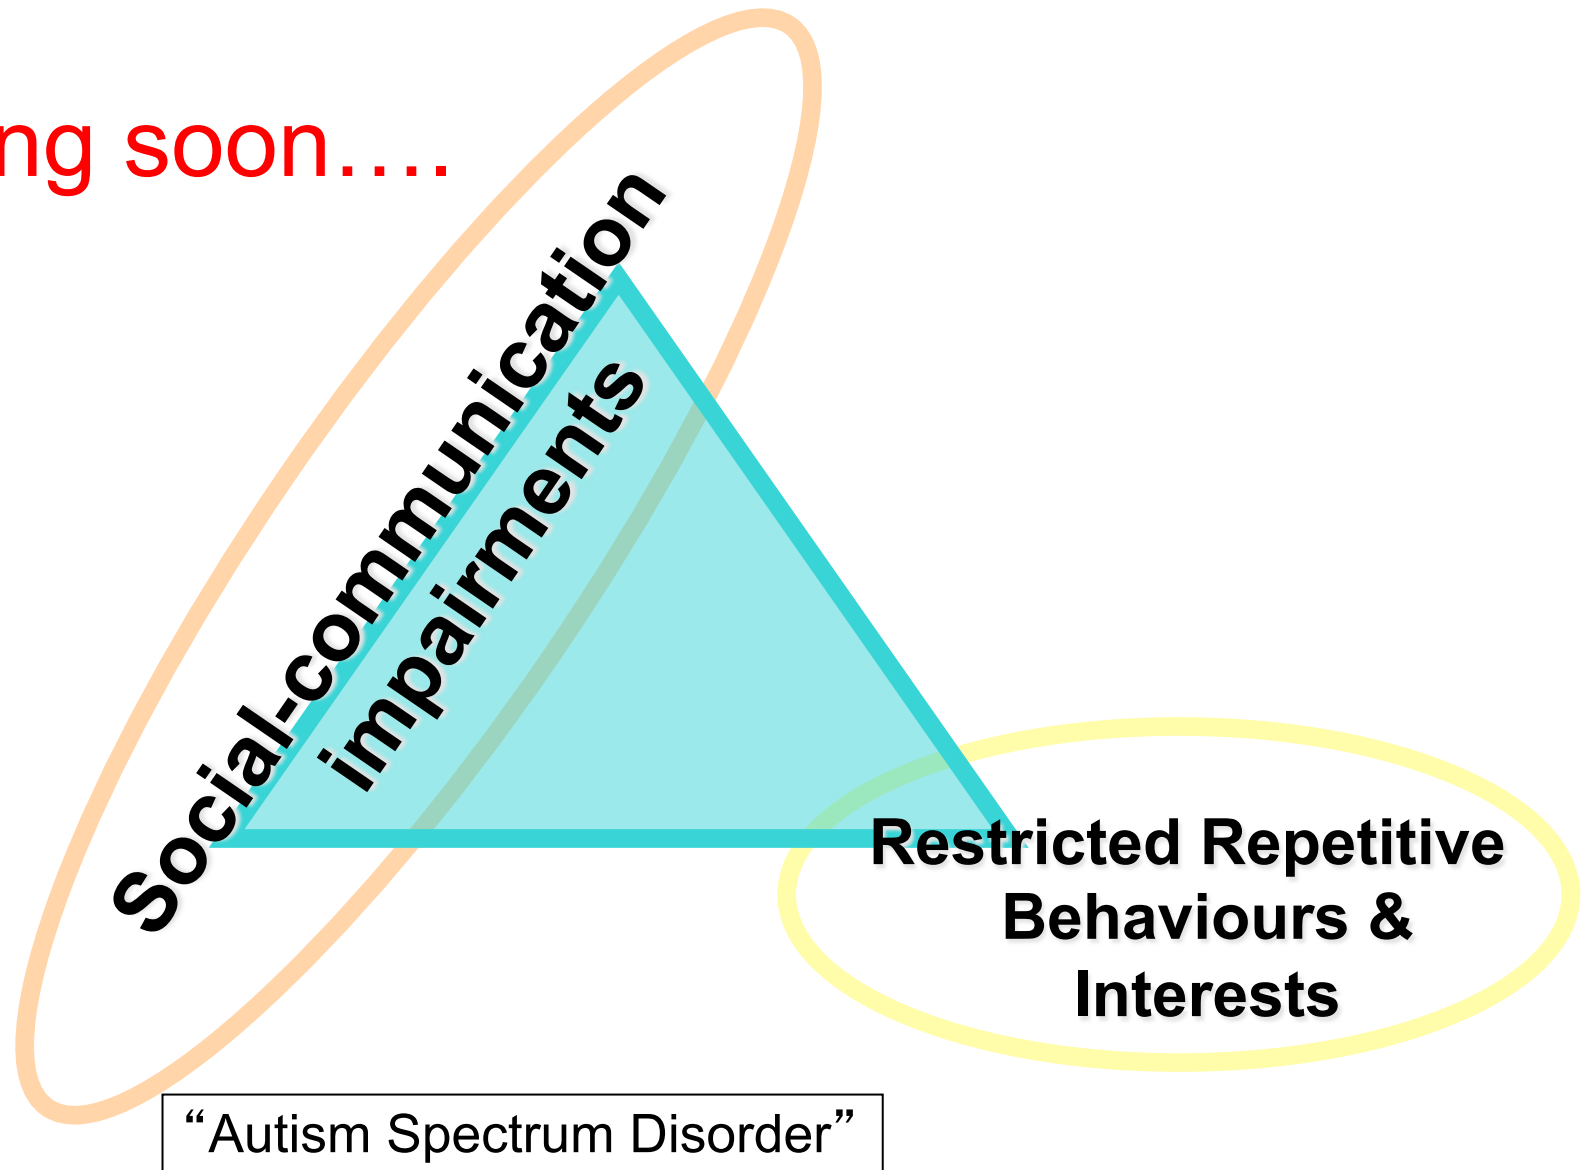 ng soon….
Social-communication
impairments
Restricted Repetitive
Behaviours &
Interests
“Autism Spectrum Disorder”